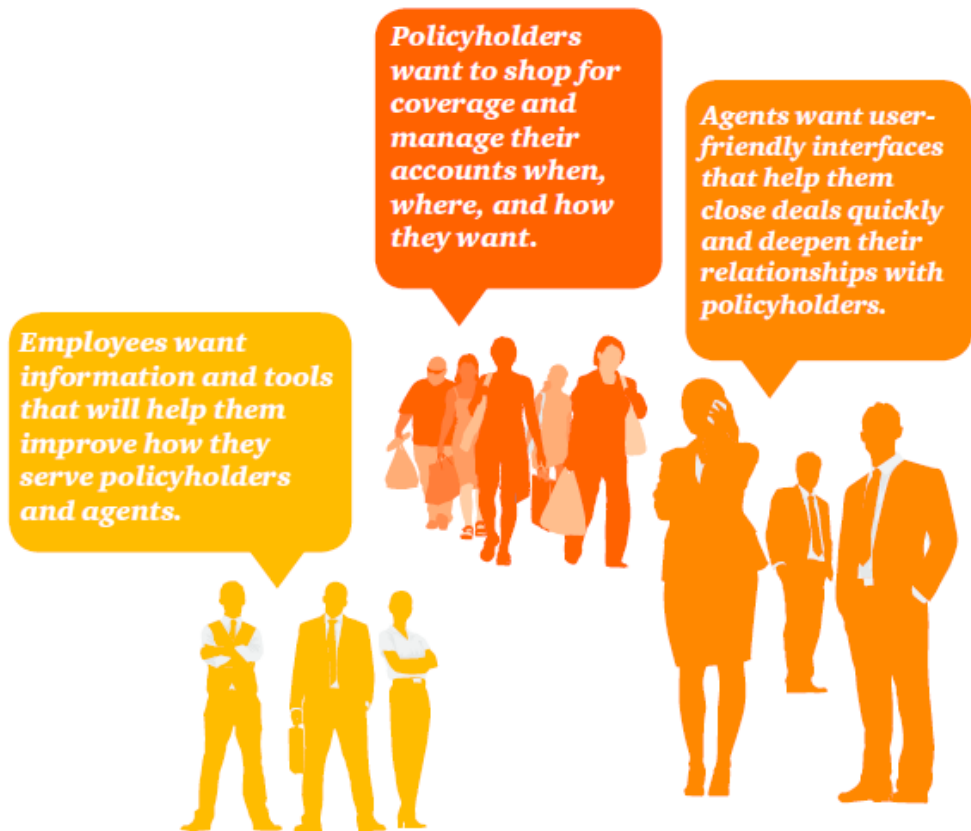 Policyholders
want to shop for
coverage and
manage their
accounts when,
where, and how
they want.
Agents want user-
friendly interfaces
that help them
close deals quickly
and deepen their
relationships with
policyholders.
Employees want
information and tools
that will help them
improve how they
serve policyholders
and agents.